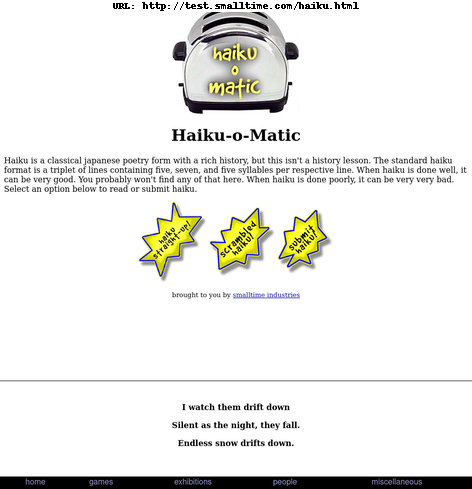 URL: http://test.smalltime.com/haiku.html
haiku
o
matic
Haiku-o-Matic
Haiku is a classical japanese poetry form with a rich history, but this isn't a history lesson. The standard haiku
format is a triplet of lines containing five, seven, and five syllables per respective line. When haiku is done well, it
can be very good. You probably won't find any of that here. When haiku is done poorly, it can be very very bad.
Select an option below to read or submit haiku.
haiku
straight-up!
scrambled
haiku!
submit
haiku!
brought to you by smalltime industries
I watch them drift down
Silent as the night, they fall.
Endless snow drifts down.
home games exhibitions people miscellaneous